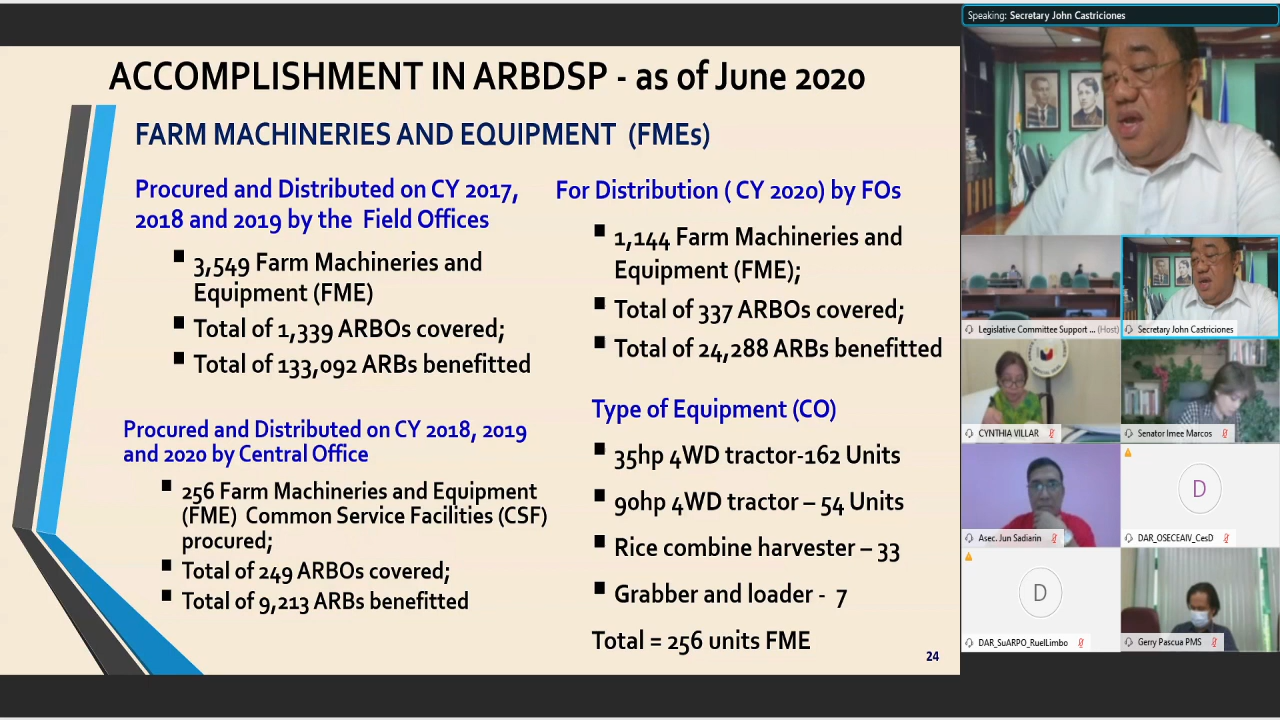 Speaking: Secretary John Castriciones
ACCOMPLISHMENT IN ARBDSP - as of June 2020
FARM MACHINERIES AND EQUIPMENT (FMEs)
Procured and Distributed on CY 2017,
2018 and 2019 by the Field Offices
3,549 Farm Machineries and
Equipment (FME)
Total of 1,339 ARBOs covered;
Total of 133,092 ARBs benefitted
Procured and Distributed on CY 2018, 2019
and 2020 by Central Office
256 Farm Machineries and Equipment
(FME) Common Service Facilities (CSF)
procured;
Total of 249 ARBOs covered;
Total of 9,213 ARBs benefitted
For Distribution ( CY 2020) by FOs
1,144 Farm Machineries and
Equipment (FME);
Total of 337 ARBOs covered;
Total of 24,288 ARBs benefitted
Type of Equipment (CO)
35hp 4WD tractor-162 Units
90hp 4WD tractor – 54 Units
Rice combine harvester – 33
Grabber and loader - 7
Total = 256 units FME
24
Legislative Committee Support ... (Host)
Secretary John Castriciones
CYNTHIA VILLAR
Senator Imee Marcos
Asec. Jun Sadiarin
D
DAR_OSECEAIV_CesD
D
DAR_SuARPO_RuelLimbo
Gerry Pascua PMS